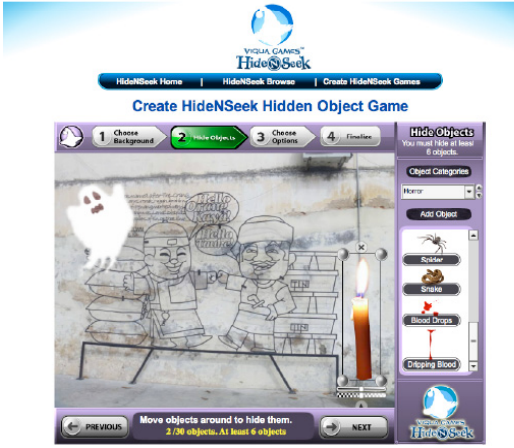 VIQUA GAMES™
HideNSeek
HideNSeek Home | HideNSeek Browse | Create HideNSeek Games
Create HideNSeek Hidden Object Game
1 Choose Background
2 Hide Objects
3 Choose Options
4 Finalize
Hide Objects
You must hide at least
6 objects.
Object Categories
Horror
Add Object
Spider
Snake
Blood Drops
Dripping Blood
Hello
Hello
PREVIOUS
Move objects around to hide them.
2/30 objects. At least 6 objects
NEXT
VIQUA GAMES
HideNSeek